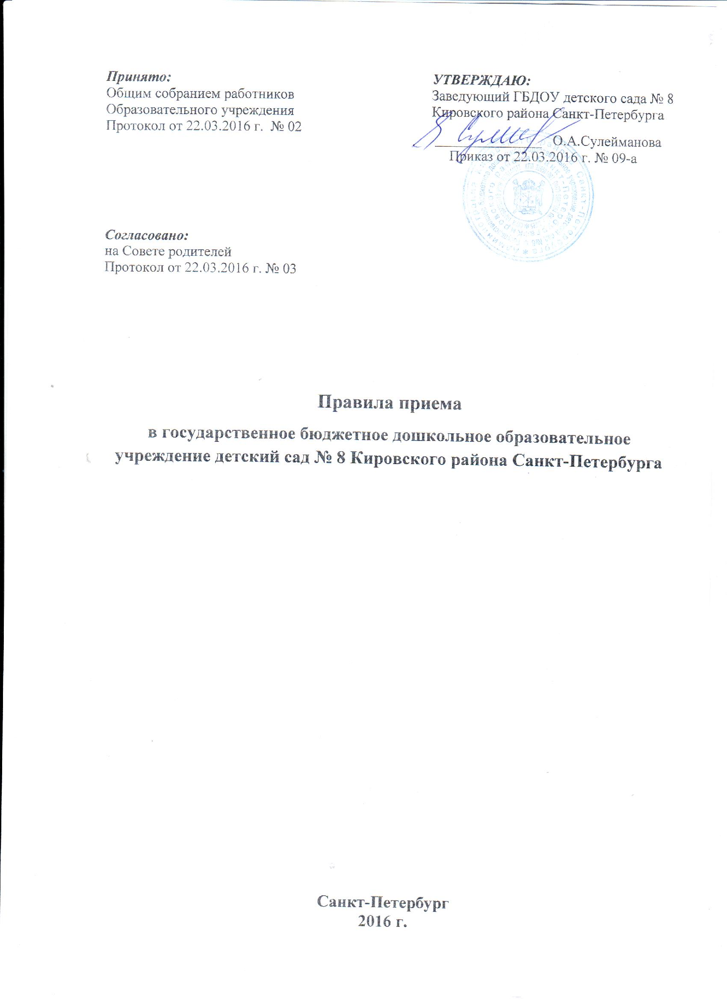 Принято:
Общим собранием работников
Образовательного учреждения
Протокол от 22.03.2016 г. № 02
УТВЕРЖДАЮ:
Заведующий ГБДОУ детского сада № 8
Кировского района Санкт-Петербурга
О.А.Сулейманова
Приказ от 22.03.2016 г. № 09-а
Согласовано:
на Совете родителей
Протокол от 22.03.2016 г. № 03
Правила приема
в государственное бюджетное дошкольное образовательное
учреждение детский сад № 8 Кировского района Санкт-Петербурга
Санкт-Петербург
2016 г.